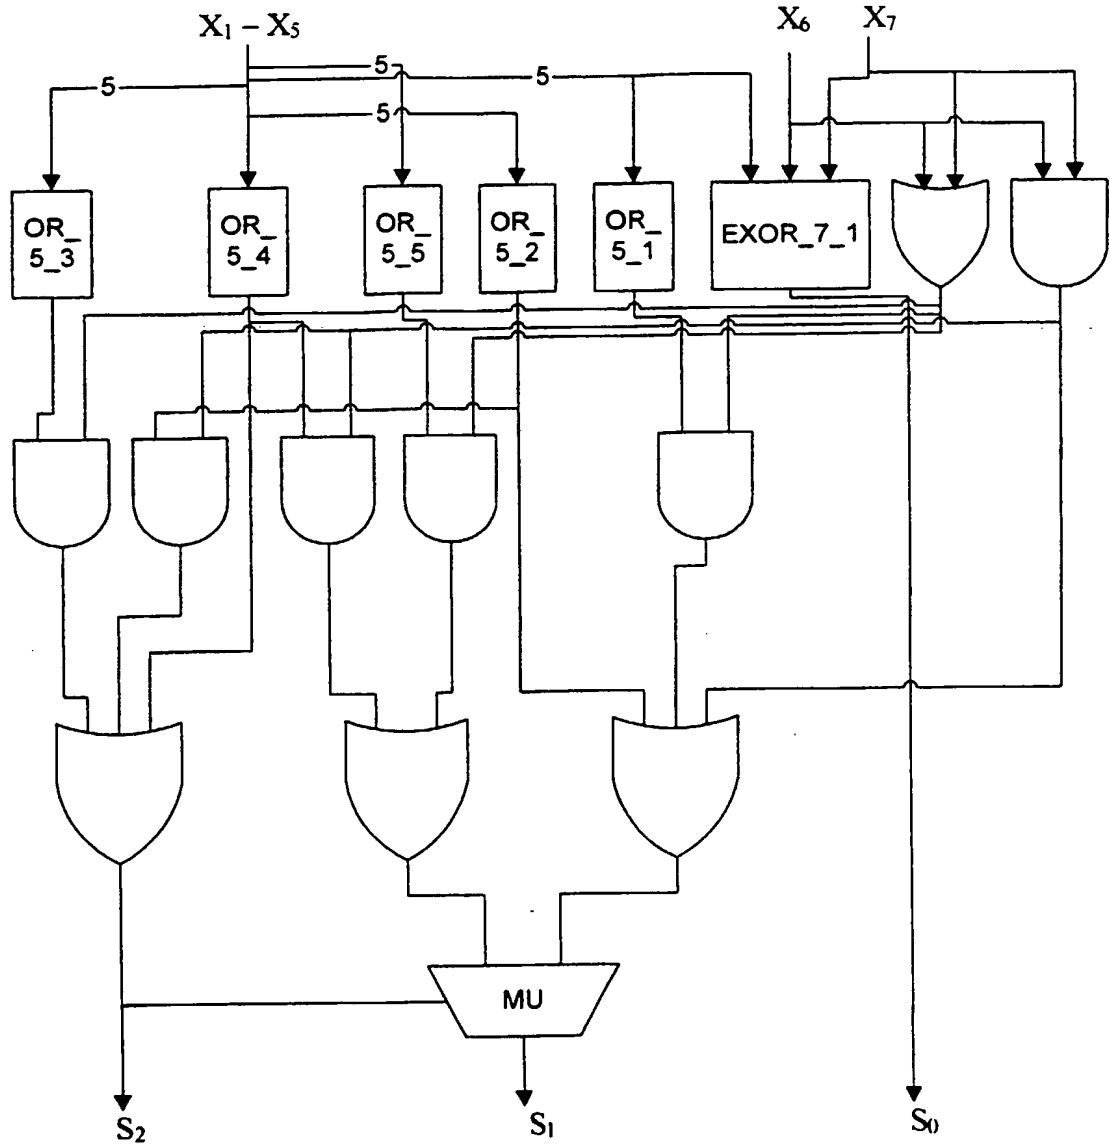 X₁ – X₅
X₆
X₇
5
5
5
5
OR_
5_3
OR_
5_4
OR_
5_5
OR_
5_2
OR_
5_1
EXOR_7_1
MU
S₂
S₁
S₀